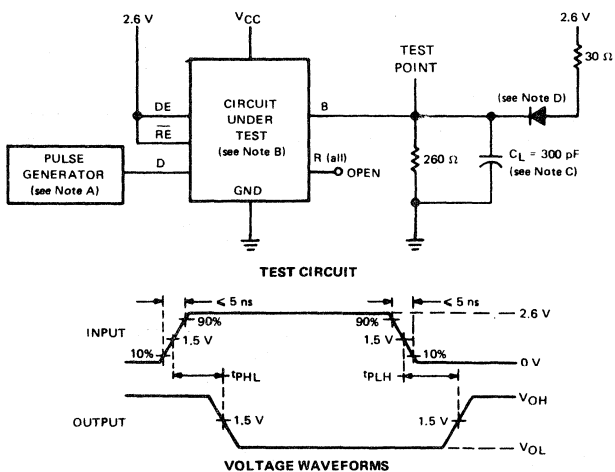 2.6 V
VCC
2.6 V
TEST
POINT
30 Ω
DE
RE
CIRCUIT
UNDER
TEST
(see Note B)
B
(see Note D)
PULSE
GENERATOR
(see Note A)
D
R (all)
OPEN
260 Ω
CL = 300 pF
(see Note C)
GND
TEST CIRCUIT
≤ 5 ns
≤ 5 ns
INPUT
90%
90%
2.6 V
1.5 V
1.5 V
10%
10%
0 V
tPHL
tPLH
OUTPUT
1.5 V
1.5 V
VOH
VOL
VOLTAGE WAVEFORMS